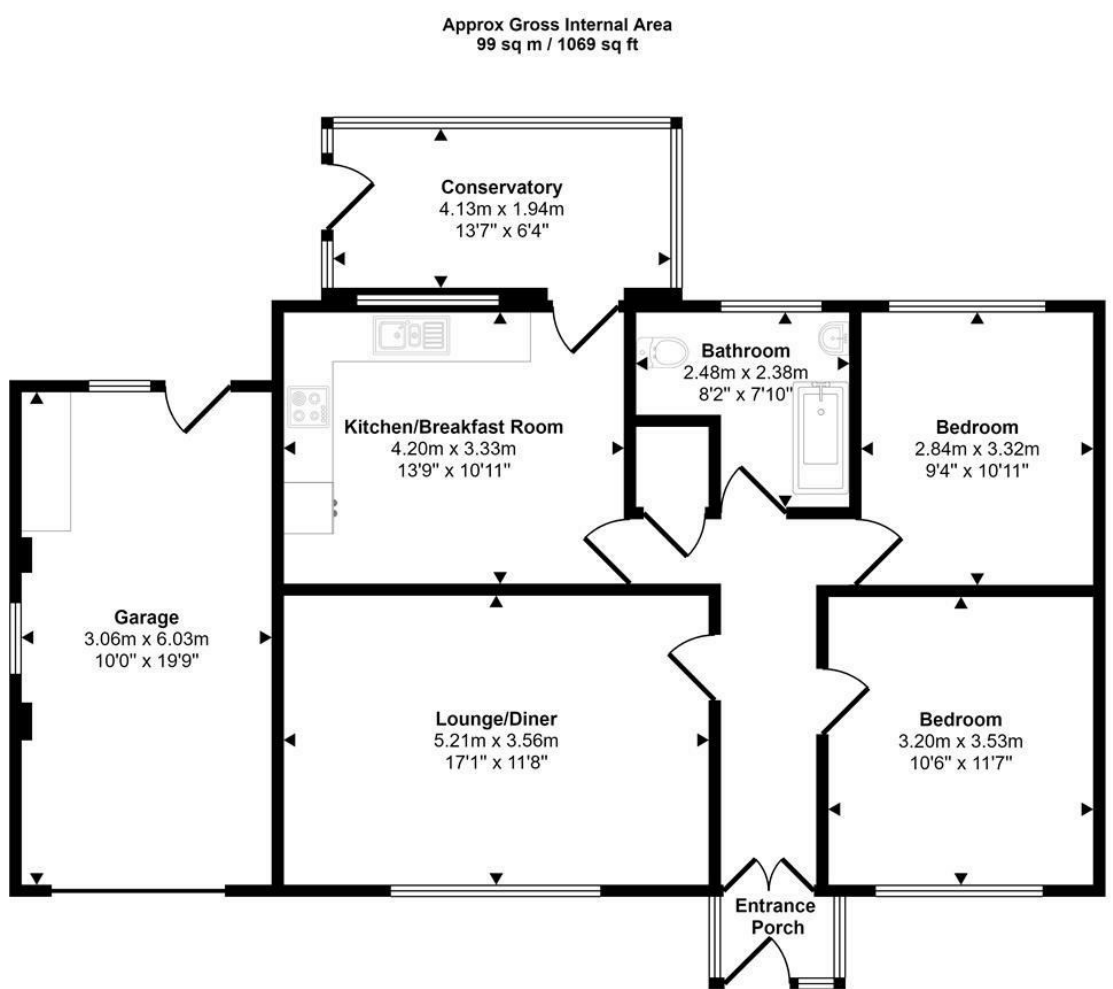 Approx Gross Internal Area
99 sq m / 1069 sq ft
Conservatory
4.13m x 1.94m
13'7" x 6'4"
Kitchen/Breakfast Room
4.20m x 3.33m
13'9" x 10'11"
Bathroom
2.48m x 2.38m
8'2" x 7'10"
Bedroom
2.84m x 3.32m
9'4" x 10'11"
Garage
3.06m x 6.03m
10'0" x 19'9"
Lounge/Diner
5.21m x 3.56m
17'1" x 11'8"
Bedroom
3.20m x 3.53m
10'6" x 11'7"
Entrance
Porch